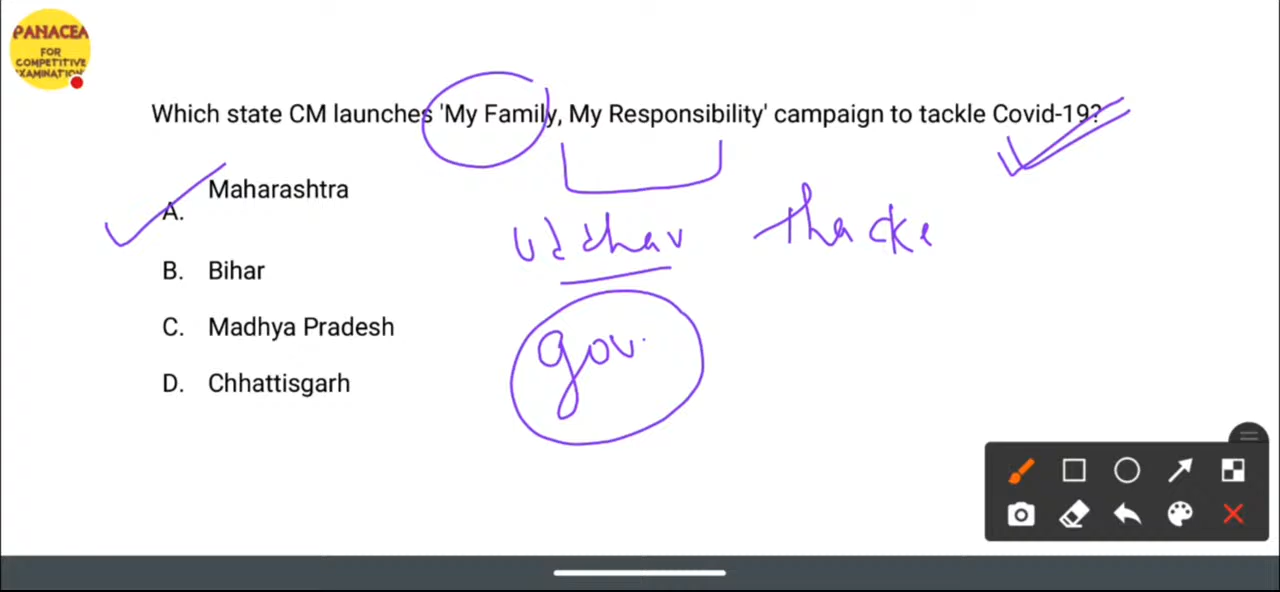 PANACEA
FOR
COMPETITIVE
EXAMINATION
Which state CM launches 'My Family, My Responsibility' campaign to tackle Covid-19?
A. Maharashtra
udhav thacke
B. Bihar
gov.
C. Madhya Pradesh
D. Chhattisgarh